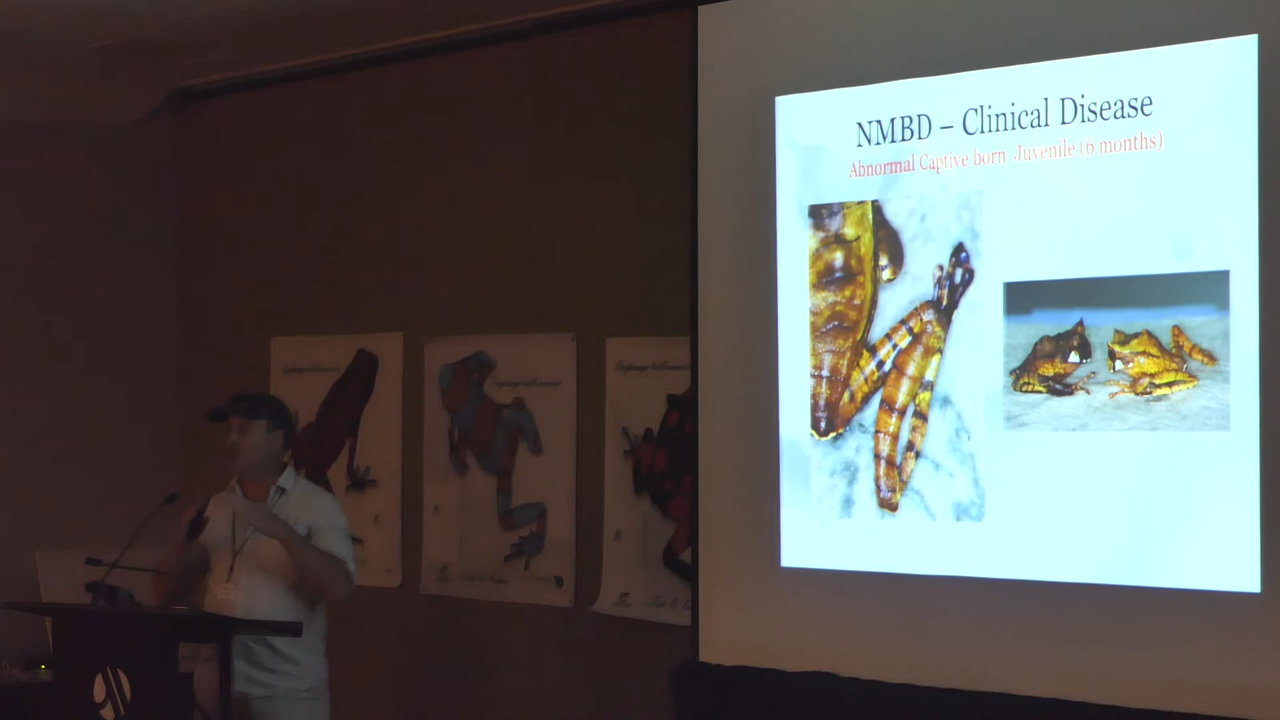 NMBD – Clinical Disease
Abnormal Captive born Juvenile (6 months)